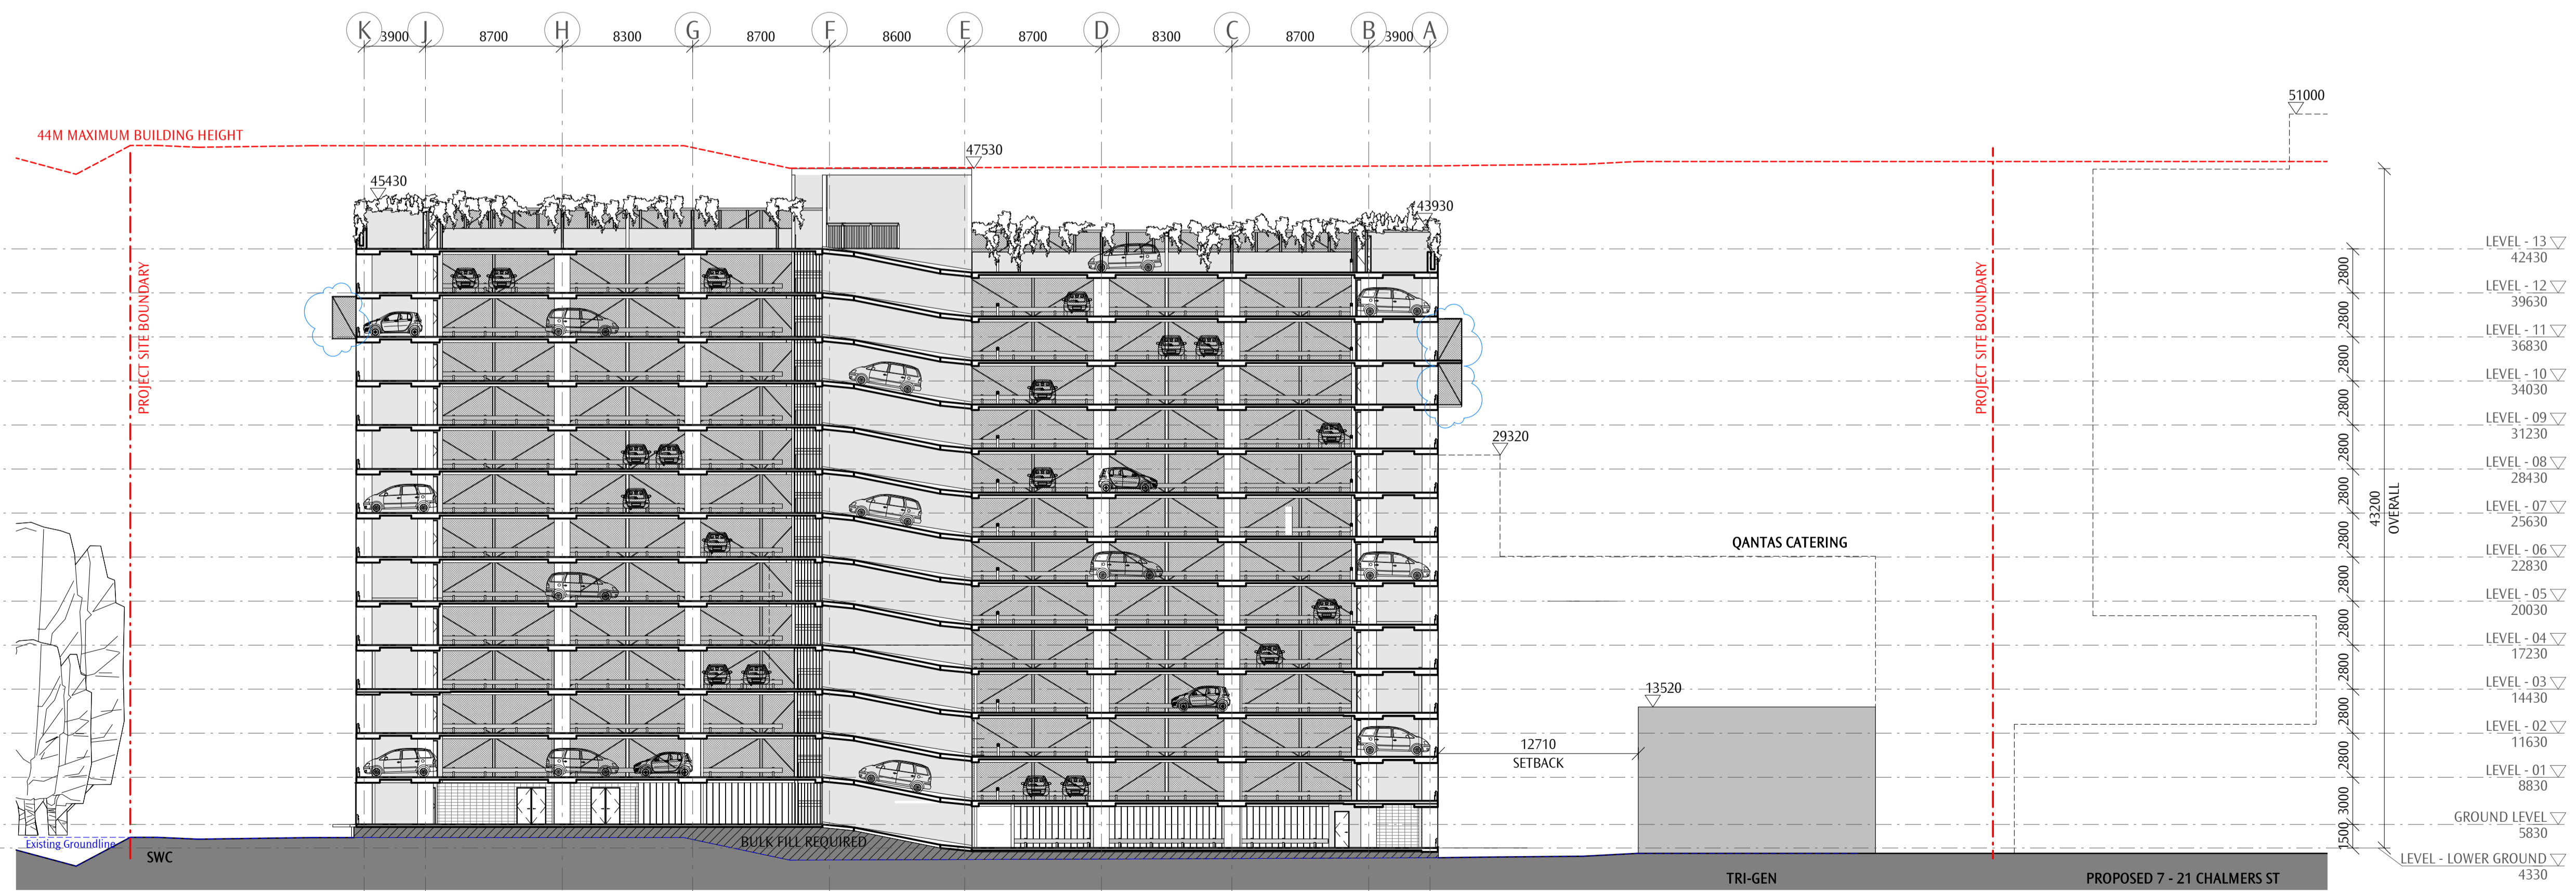 K J H G F E D C B A
3900 8700 8300 8700 8600 8700 8300 8700 3900
51000
44M MAXIMUM BUILDING HEIGHT
47530
45430
43930
PROJECT SITE BOUNDARY
PROJECT SITE BOUNDARY
29320
QANTAS CATERING
13520
12710
SETBACK
2800
2800
2800
2800
2800
2800
2800
2800
2800
2800
2800
2800
3000
1500
43200
OVERALL
LEVEL - 13
42430
LEVEL - 12
39630
LEVEL - 11
36830
LEVEL - 10
34030
LEVEL - 09
31230
LEVEL - 08
28430
LEVEL - 07
25630
LEVEL - 06
22830
LEVEL - 05
20030
LEVEL - 04
17230
LEVEL - 03
14430
LEVEL - 02
11630
LEVEL - 01
8830
GROUND LEVEL
5830
LEVEL - LOWER GROUND
4330
Existing Groundline
BULK FILL REQUIRED
SWC
TRI-GEN
PROPOSED 7 - 21 CHALMERS ST